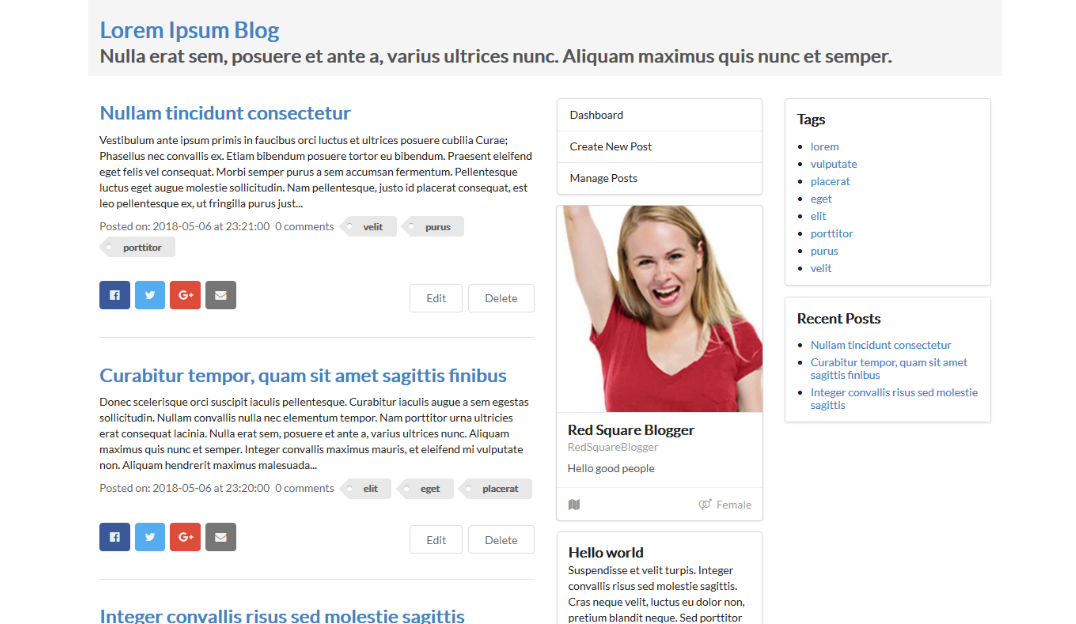 Lorem Ipsum Blog
Nulla erat sem, posuere et ante a, varius ultrices nunc. Aliquam maximus quis nunc et semper.
Nullam tincidunt consectetur
Vestibulum ante ipsum primis in faucibus orci luctus et ultrices posuere cubilia Curae;
Phasellus nec convallis ex. Etiam bibendum posuere tortor eu bibendum. Praesent eleifend
eget felis vel consequat. Morbi semper purus a sem accumsan fermentum. Pellentesque
luctus eget augue molestie sollicitudin. Nam pellentesque, justo id placerat consequat, est
leo pellentesque ex, ut fringilla purus just...
Posted on: 2018-05-06 at 23:21:00 0 comments velit purus
porttitor
Edit Delete
Curabitur tempor, quam sit amet sagittis finibus
Donec scelerisque orci suscipit iaculis pellentesque. Curabitur iaculis augue a sem egestas
sollicitudin. Nullam convallis nulla nec elementum tempor. Nam porttitor urna ultricies
erat consequat lacinia. Nulla erat sem, posuere et ante a, varius ultrices nunc. Aliquam
maximus quis nunc et semper. Integer convallis maximus mauris, et eleifend mi vulputate
non. Aliquam hendrerit maximus malesuada...
Posted on: 2018-05-06 at 23:20:00 0 comments elit eget placerat
Edit Delete
Integer convallis risus sed molestie sagittis
Dashboard
Create New Post
Manage Posts
Red Square Blogger
RedSquareBlogger
Hello good people
Female
Hello world
Suspendisse et velit turpis. Integer
convallis risus sed molestie sagittis.
Cras neque velit, luctus eu dolor non,
pretium blandit neque. Sed porttitor
Tags
lorem
vulputate
placerat
eget
elit
porttitor
purus
velit
Recent Posts
Nullam tincidunt consectetur
Curabitur tempor, quam sit amet
sagittis finibus
Integer convallis risus sed molestie
sagittis